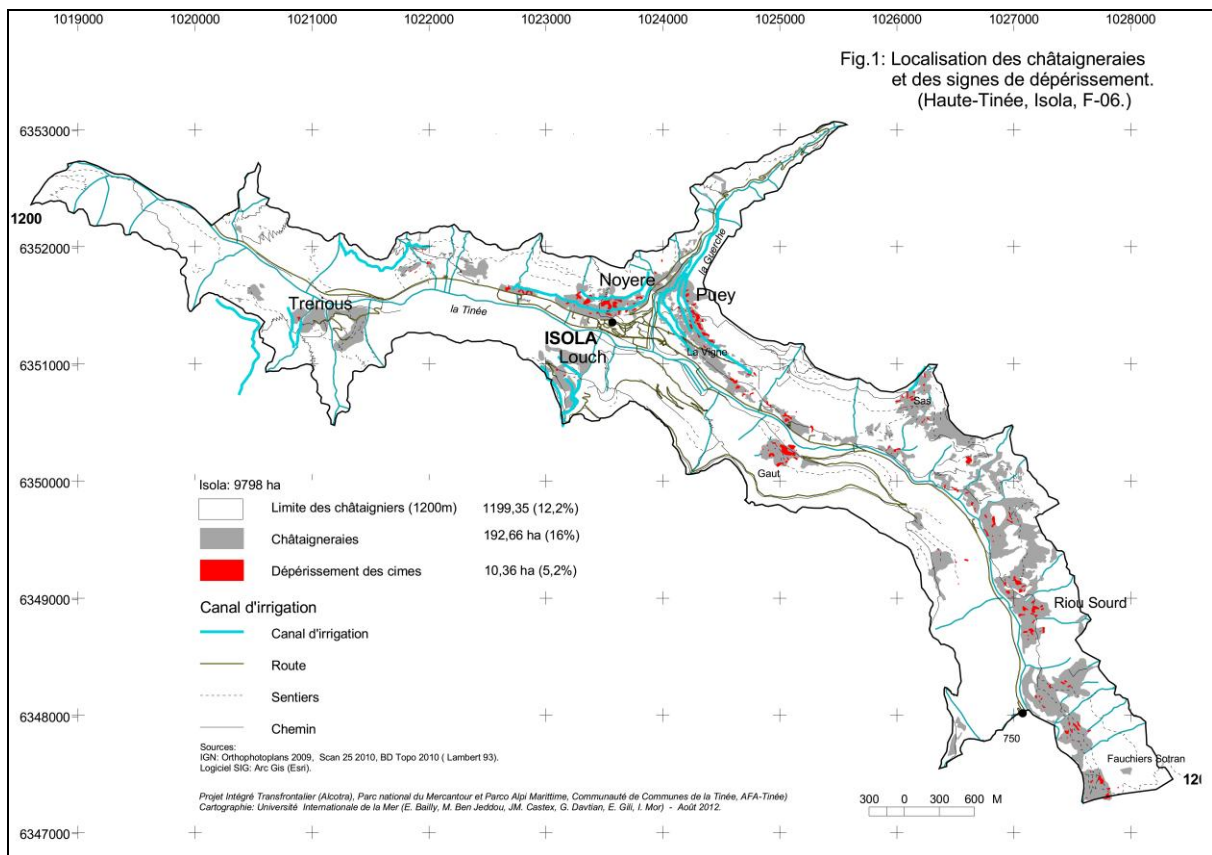 1019000 1020000 1021000 1022000 1023000 1024000 1025000 1026000 1027000 1028000
Fig.1: Localisation des châtaigneraies
et des signes de dépérissement.
(Haute-Tinée, Isola, F-06.)
6353000
1200
6352000
la Guerche
Noyere
Puey
Trenous
la Tinée
ISOLA
Louch
La Vigne
6351000
Sas
Gaut
6350000
Isola: 9798 ha
Limite des châtaigniers (1200m) 1199,35 (12,2%)
Châtaigneraies 192,66 ha (16%)
Dépérissement des cimes 10,36 ha (5,2%)
6349000
Riou Sourd
Canal d'irrigation
Canal d'irrigation
Route
Sentiers
6348000
Chemin
750
Fauchiers Sotran
120
Sources:
IGN: Orthophotoplans 2009, Scan 25 2010, BD Topo 2010 ( Lambert 93).
Logiciel SIG: Arc Gis (Esri).
Projet Intégré Transfrontalier (Alcotra), Parc national du Mercantour et Parco Alpi Marittime, Communauté de Communes de la Tinée, AFA-Tinée)
Cartographie: Université Internationale de la Mer (E. Bailly, M. Ben Jeddou, JM. Castex, G. Davtian, E. Gili, I. Mor) - Août 2012.
300 0 300 600 M
6347000